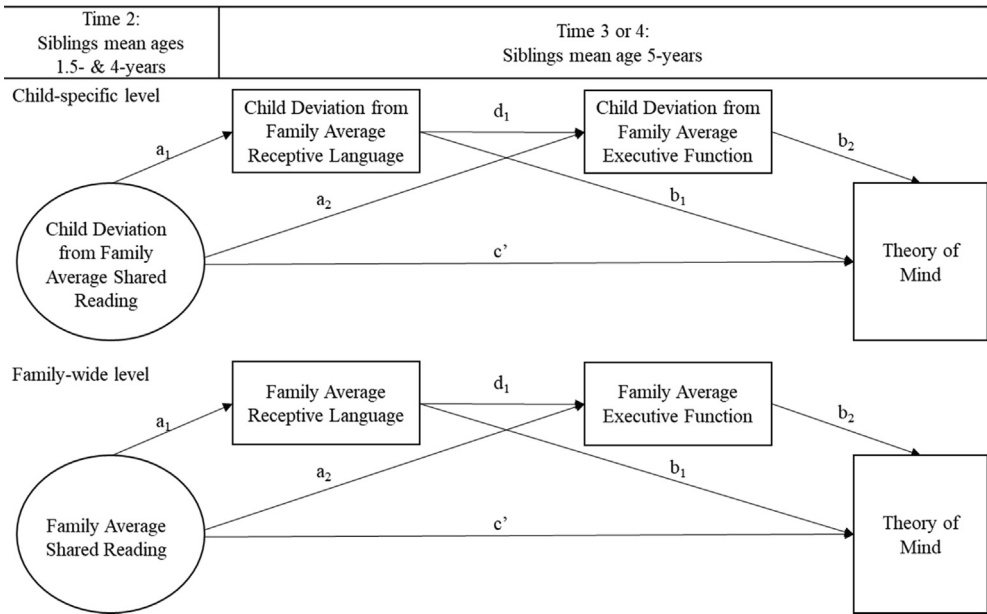 Time 2:
Siblings mean ages
1.5- & 4-years
Time 3 or 4:
Siblings mean age 5-years
Child-specific level
Child Deviation from
Family Average
Receptive Language
d1
Child Deviation from
Family Average
Executive Function
a1
b2
a2
b1
Child Deviation
from Family
Average Shared
Reading
c’
Theory of
Mind
Family-wide level
Family Average
Receptive Language
d1
Family Average
Executive Function
a1
b2
a2
b1
Family Average
Shared Reading
c’
Theory of
Mind